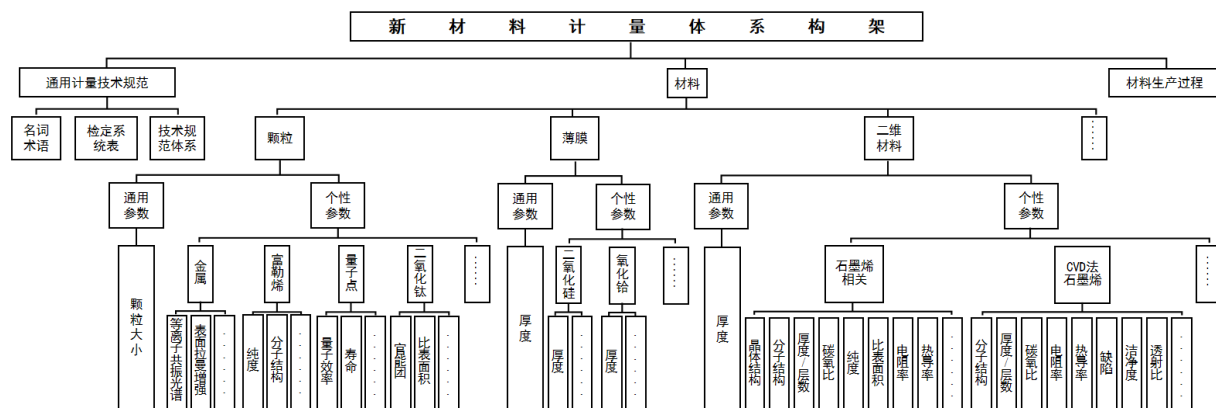 新材料计量体系构架
通用计量技术规范
材料
材料生产过程
名词
术语
检定系
统表
技术规
范体系
颗粒
薄膜
二维
材料
······
通用
参数
个性
参数
通用
参数
个性
参数
通用
参数
个性
参数
颗粒大小
金属
富勒烯
量子点
二氧化钛
······
厚度
二氧化硅
氧化铪
······
厚度
石墨烯
相关
CVD法
石墨烯
······
等离子共振光谱
表面拉曼增强
······
纯度
分子结构
······
量子效率
寿命
······
官能团
比表面积
······
厚度
······
厚度
······
晶体结构
分子结构
厚度/层数
碳氧比
纯度
比表面积
电阻率
热导率
······
分子结构
厚度/层数
碳氧比
电阻率
热导率
缺陷
洁净度
透射比
······